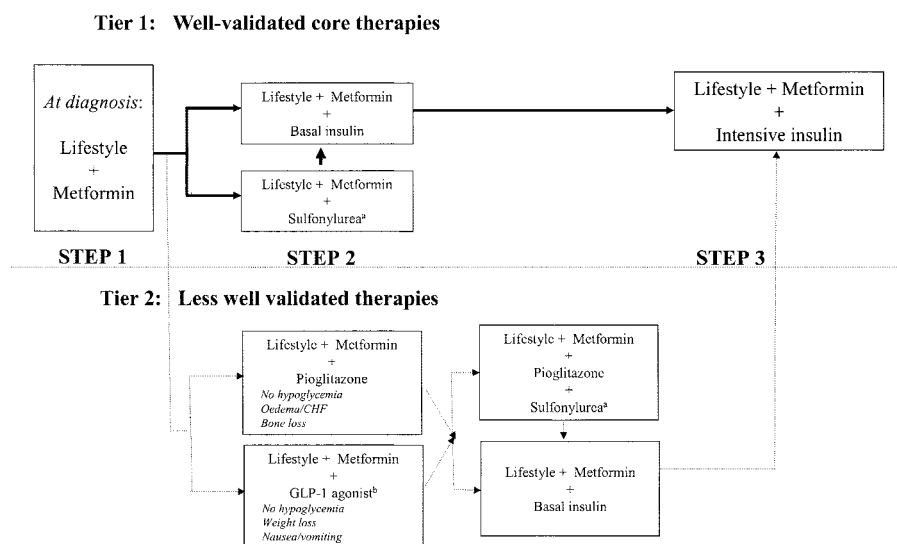 Tier 1: Well-validated core therapies
At diagnosis:
Lifestyle
+
Metformin
Lifestyle + Metformin
+
Basal insulin
Lifestyle + Metformin
+
Sulfonylureaᵃ
Lifestyle + Metformin
+
Intensive insulin
STEP 1
STEP 2
STEP 3
Tier 2: Less well validated therapies
Lifestyle + Metformin
+
Pioglitazone
No hypoglycemia
Oedema/CHF
Bone loss
Lifestyle + Metformin
+
GLP-1 agonistᵇ
No hypoglycemia
Weight loss
Nausea/vomiting
Lifestyle + Metformin
+
Pioglitazone
+
Sulfonylureaᵃ
Lifestyle + Metformin
+
Basal insulin